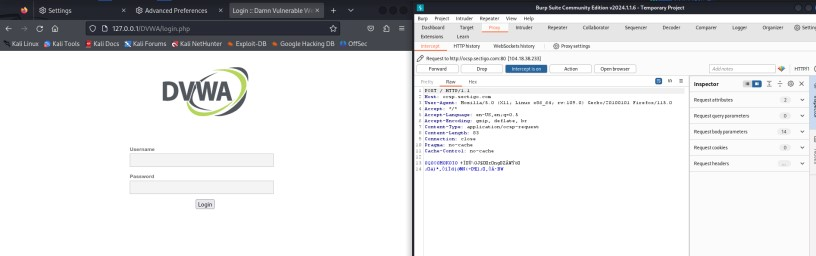 Settings
Advanced Preferences
Login :: Damn Vulnerable
127.0.0.1/DVWA/login.php
Kali Linux Kali Tools Kali Docs Kali Forums Kali NetHunter Exploit-DB Google Hacking DB OffSec
DVWA
Username
Password
Login
Burp Suite Community Edition v2024.1.1.6 - Temporary Project
Burp Project Intruder Repeater View Help
Dashboard Target Proxy Intruder Repeater Collaborator Sequencer Decoder Comparer Logger Organizer Settings
Extensions Learn
Intercept HTTP history WebSockets history Proxy settings
Request to http://ocsp.sectigo.com:80 [104.18.38.233]
Forward Drop Intercept is on Action Open browser Add notes HTTP/1
Pretty Raw Hex
1 POST / HTTP/1.1
2 Host: ocsp.sectigo.com
3 User-Agent: Mozilla/5.0 (X11; Linux x86_64; rv:109.0) Gecko/20100101 Firefox/115.0
4 Accept: */*
5 Accept-Language: en-US,en;q=0.5
6 Accept-Encoding: gzip, deflate, br
7 Content-Type: application/ocsp-request
8 Content-Length: 83
9 Connection: close
10 Pragma: no-cache
11 Cache-Control: no-cache
12
13
14
Inspector
Request attributes 2
Request query parameters 0
Request body parameters 14
Request cookies 0
Request headers